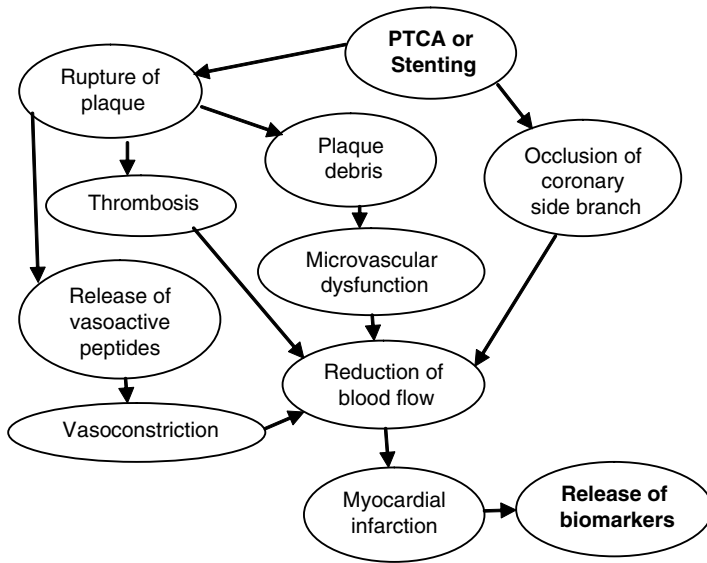 PTCA or
Stenting
Rupture of
plaque
Plaque
debris
Occlusion of
coronary
side branch
Thrombosis
Microvascular
dysfunction
Release of
vasoactive
peptides
Reduction of
blood flow
Vasoconstriction
Myocardial
infarction
Release of
biomarkers